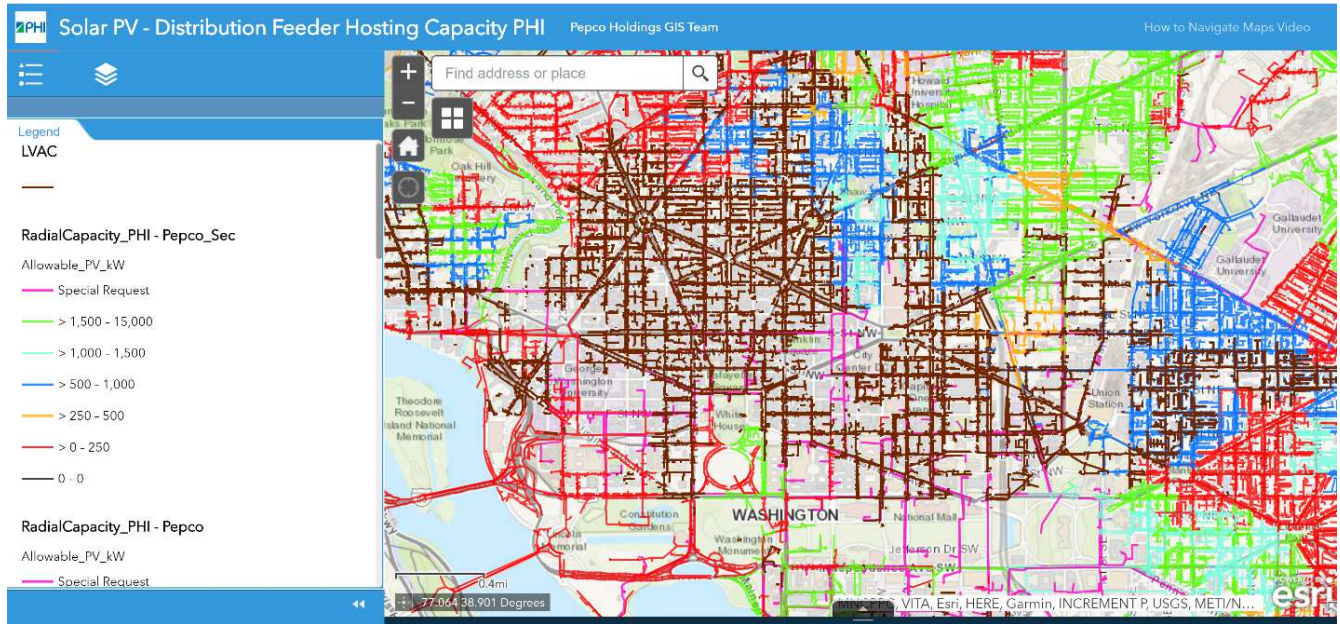 PHI
Solar PV - Distribution Feeder Hosting Capacity PHI
Pepco Holdings GIS Team
How to Navigate Maps Video
Legend
LVAC
RadialCapacity_PHI - Pepco_Sec
Allowable_PV_kW
Special Request
> 1,500 - 15,000
> 1,000 - 1,500
> 500 - 1,000
> 250 - 500
> 0 - 250
0 - 0
RadialCapacity_PHI - Pepco
Allowable_PV_kW
Special Request
Find address or place
Howard
University
Hospital
Park
Oak Hill
Shaw
Gallaudet
University
Gallaudet
University
City
Center DC
George
Washington
University
Theodore
Roosevelt
Island National
Memorial
White
House
Union
Station
Constitution
Gardens
WASHINGTON
National Mall
Lincoln
Memorial
Washington
Monument
Jefferson Dr SW
0.4mi
-77.064 38.901 Degrees
VITA, Esri, HERE, Garmin, INCREMENT P, USGS, METI/N...
POWERED BY
esri